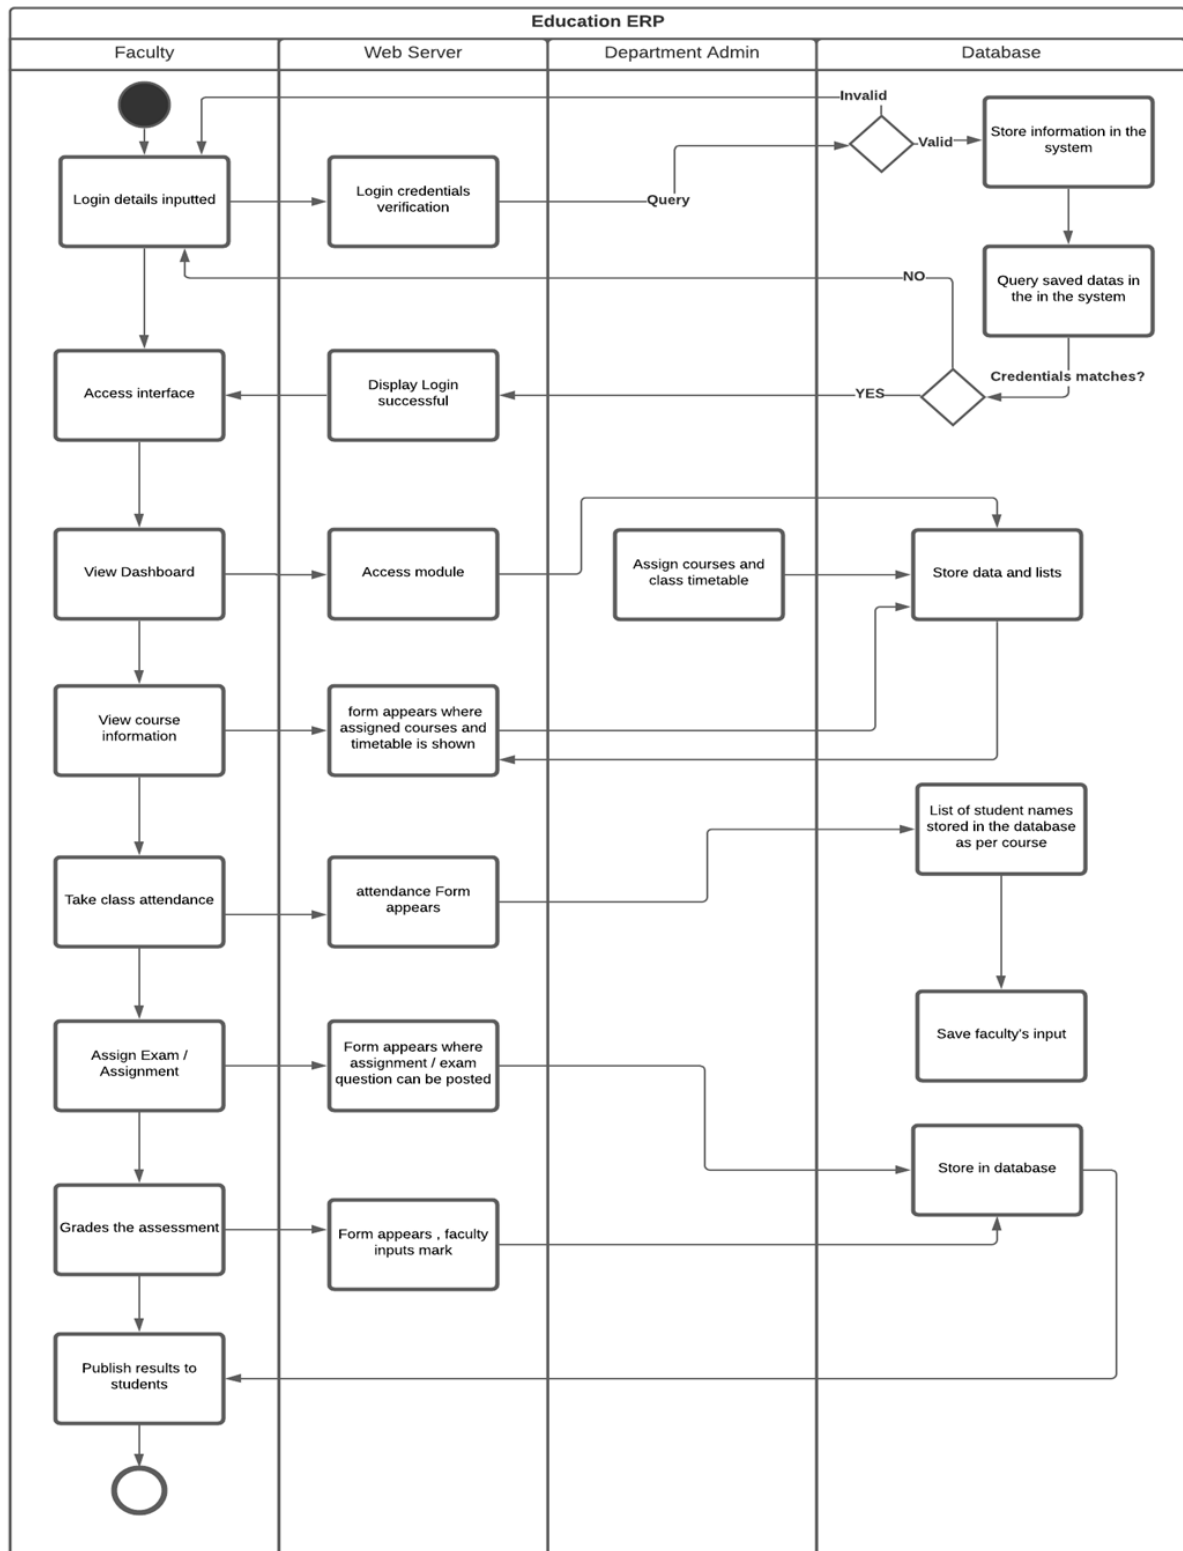 Education ERP
Faculty
Web Server
Department Admin
Database
Invalid
Valid
Store information in the
system
Login details inputted
Login credentials
verification
Query
Query saved datas in
the in the system
NO
Credentials matches?
Access interface
Display Login
successful
YES
View Dashboard
Access module
Assign courses and
class timetable
Store data and lists
View course
information
form appears where
assigned courses and
timetable is shown
List of student names
stored in the database
as per course
Take class attendance
attendance Form
appears
Save faculty's input
Assign Exam /
Assignment
Form appears where
assignment / exam
question can be posted
Store in database
Grades the assessment
Form appears , faculty
inputs mark
Publish results to
students